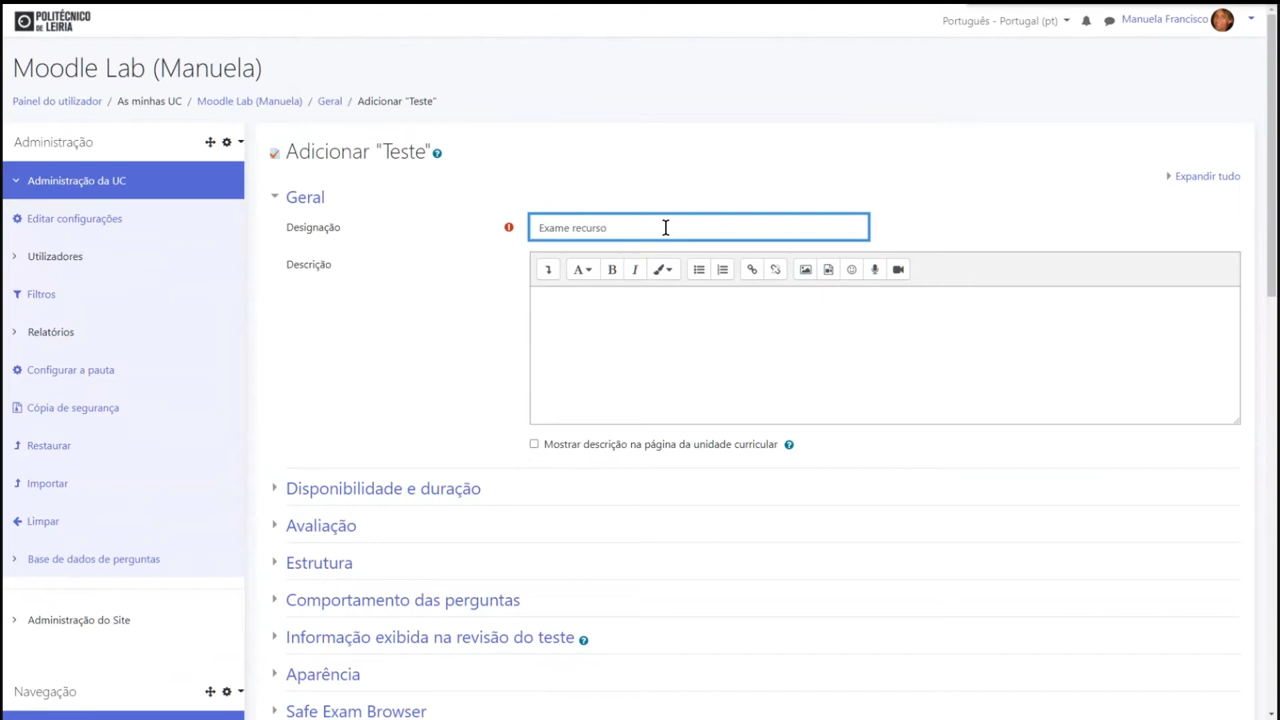 POLITÉCNICO
DE LEIRIA
Português - Portugal (pt)
Manuela Francisco
Moodle Lab (Manuela)
Painel do utilizador / As minhas UC / Moodle Lab (Manuela) / Geral / Adicionar "Teste"
Administração
Administração da UC
Editar configurações
Utilizadores
Filtros
Relatórios
Configurar a pauta
Cópia de segurança
Restaurar
Importar
Limpar
Base de dados de perguntas
Administração do Site
Navegação
Adicionar "Teste"
Expandir tudo
Geral
Designação
Exame recurso
Descrição
Mostrar descrição na página da unidade curricular
Disponibilidade e duração
Avaliação
Estrutura
Comportamento das perguntas
Informação exibida na revisão do teste
Aparência
Safe Exam Browser